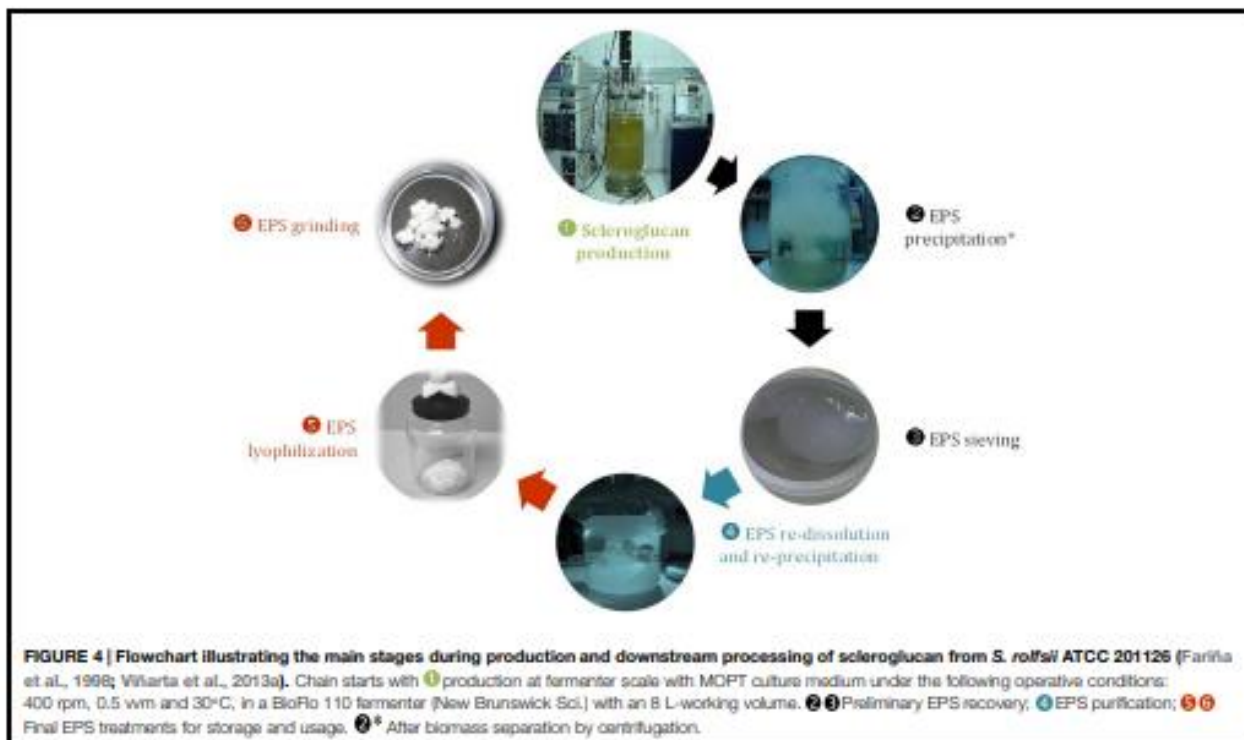 ❶ Scleroglucan
production
❷ EPS
precipitation*
❸ EPS sieving
❹ EPS re-dissolution
and re-precipitation
❺ EPS
lyophilization
❻ EPS grinding
FIGURE 4 | Flowchart illustrating the main stages during production and downstream processing of scleroglucan from S. rolfsii ATCC 201126 (Fariña
et al., 1998; Viñarta et al., 2013a). Chain starts with ❶ production at fermenter scale with MOPT culture medium under the following operative conditions:
400 rpm, 0.5 vvm and 30°C, in a BioFlo 110 fermenter (New Brunswick Sci.) with an 8 L-working volume. ❷ ❸ Preliminary EPS recovery; ❹ EPS purification; ❺ ❻
Final EPS treatments for storage and usage. ❷* After biomass separation by centrifugation.